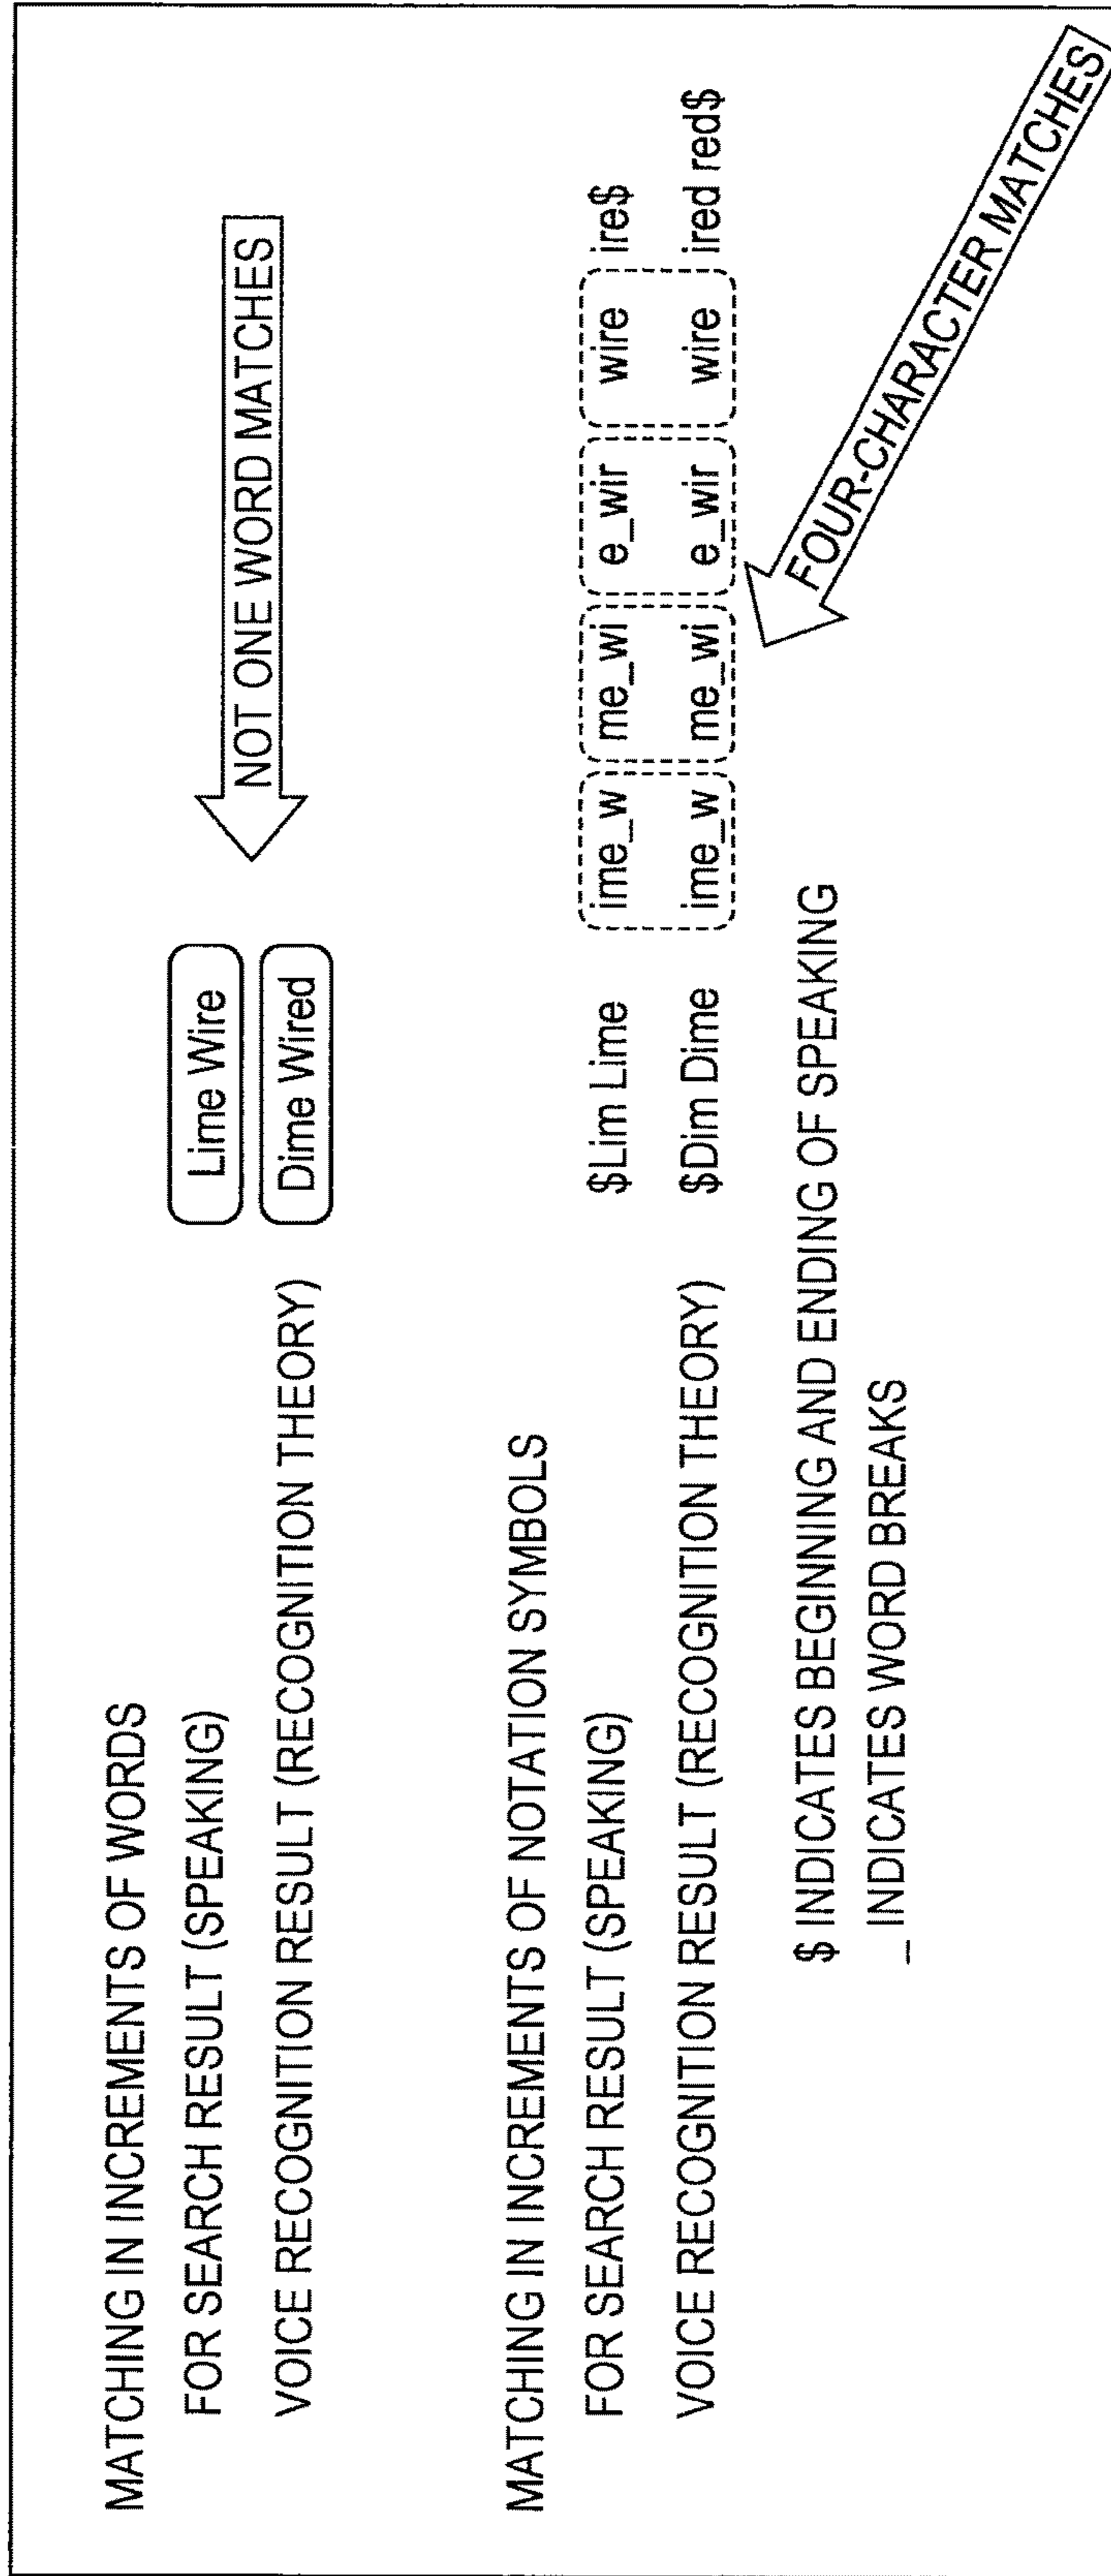 MATCHING IN INCREMENTS OF WORDS
FOR SEARCH RESULT (SPEAKING) Lime Wire
VOICE RECOGNITION RESULT (RECOGNITION THEORY) Dime Wired
NOT ONE WORD MATCHES
MATCHING IN INCREMENTS OF NOTATION SYMBOLS
FOR SEARCH RESULT (SPEAKING) $Lim Lime ime_w me_wi e_wir wire ire$
VOICE RECOGNITION RESULT (RECOGNITION THEORY) $Dim Dime ime_w me_wi e_wir wire ired red$
$ INDICATES BEGINNING AND ENDING OF SPEAKING
_ INDICATES WORD BREAKS
FOUR-CHARACTER MATCHES